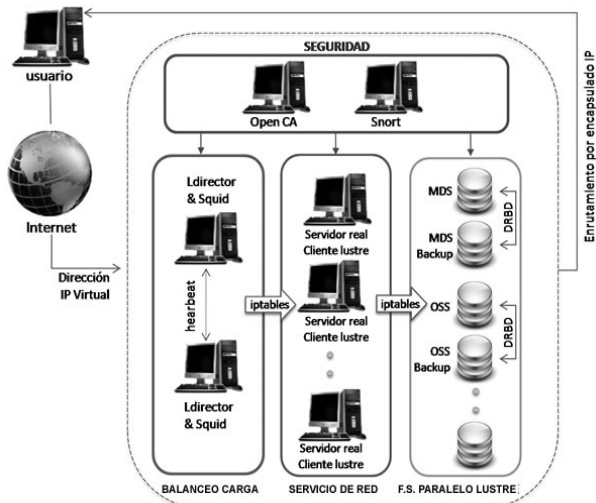 usuario
Internet
Dirección
IP Virtual
SEGURIDAD
Open CA
Snort
Ldirector
& Squid
hearbeat
Ldirector
& Squid
BALANCEO CARGA
iptables
Servidor real
Cliente lustre
Servidor real
Cliente lustre
Servidor real
Cliente lustre
SERVICIO DE RED
iptables
MDS
MDS
Backup
DRBD
OSS
OSS
Backup
DRBD
F.S. PARALELO LUSTRE
Enrutamiento por encapsulado IP